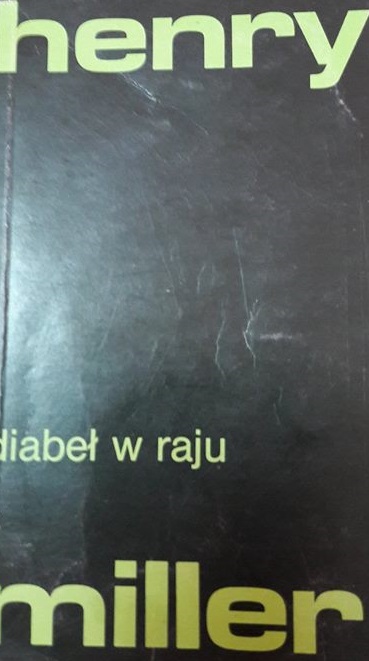 henry
diabeł w raju
miller